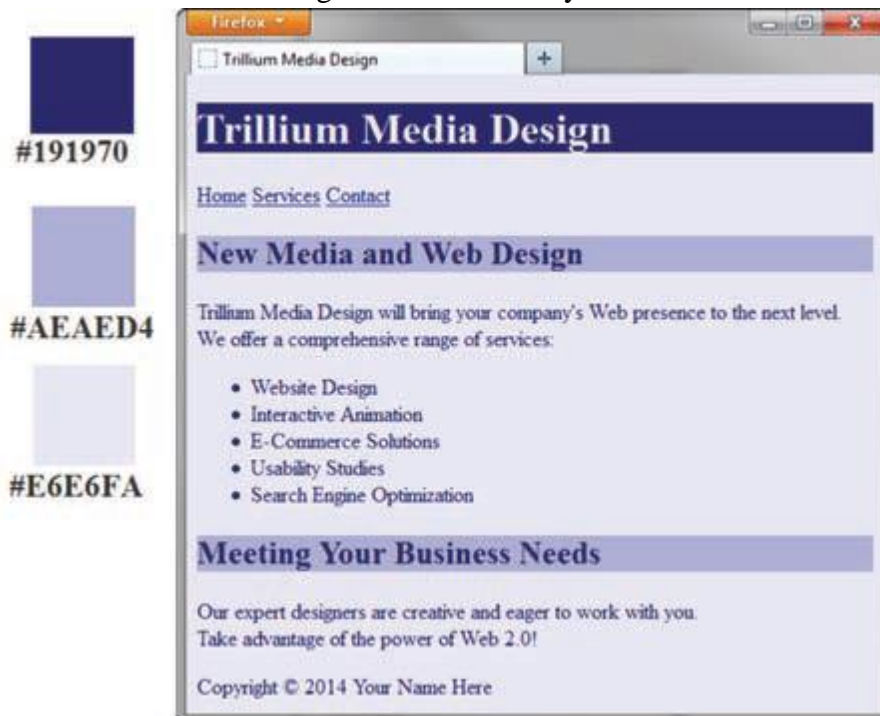 Firefox
Trillium Media Design
+
#191970
#AEAED4
#E6E6FA
Trillium Media Design
Home Services Contact
New Media and Web Design
Trillium Media Design will bring your company's Web presence to the next level.
We offer a comprehensive range of services:
• Website Design
• Interactive Animation
• E-Commerce Solutions
• Usability Studies
• Search Engine Optimization
Meeting Your Business Needs
Our expert designers are creative and eager to work with you.
Take advantage of the power of Web 2.0!
Copyright © 2014 Your Name Here